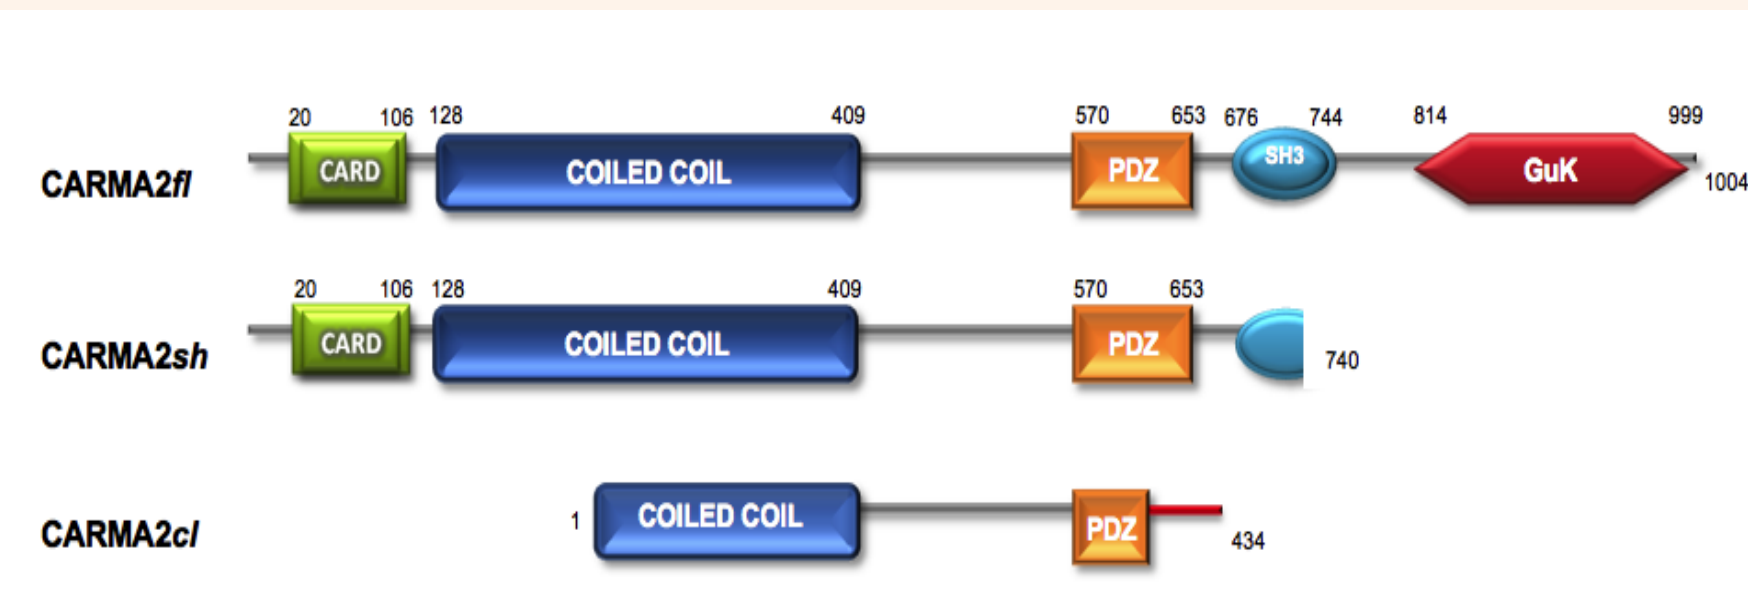 20 106 128 409 570 653 676 744 814 999
CARMA2fl CARD COILED COIL PDZ SH3 GuK 1004
20 106 128 409 570 653
CARMA2sh CARD COILED COIL PDZ 740
CARMA2cl 1 COILED COIL PDZ 434